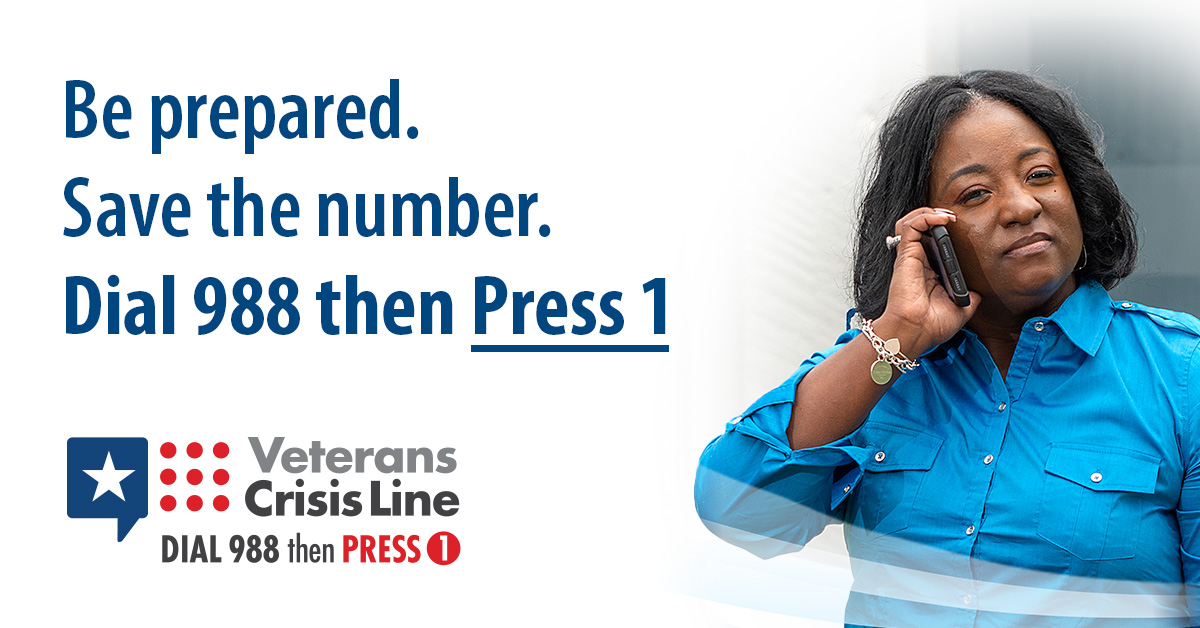 Be prepared.
Save the number.
Dial 988 then Press 1
Veterans
Crisis Line
DIAL 988 then PRESS 1